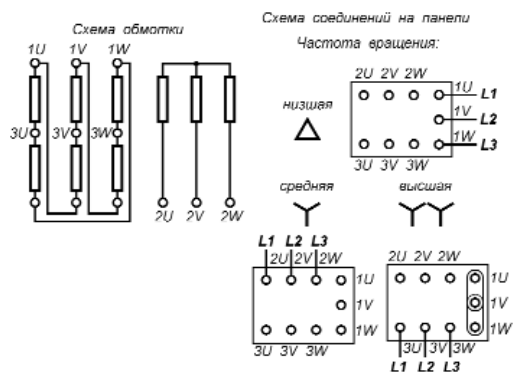 Схема обмотки
1U 1V 1W
3U 3V 3W
2U 2V 2W
Схема соединений на панели
Частота вращения:
низшая
2U 2V 2W
1U L1
1V L2
1W L3
3U 3V 3W
средняя
L1 L2 L3
2U 2V 2W
1U
1V
1W
3U 3V 3W
высшая
2U 2V 2W
1U
1V
1W
3U 3V 3W
L1 L2 L3